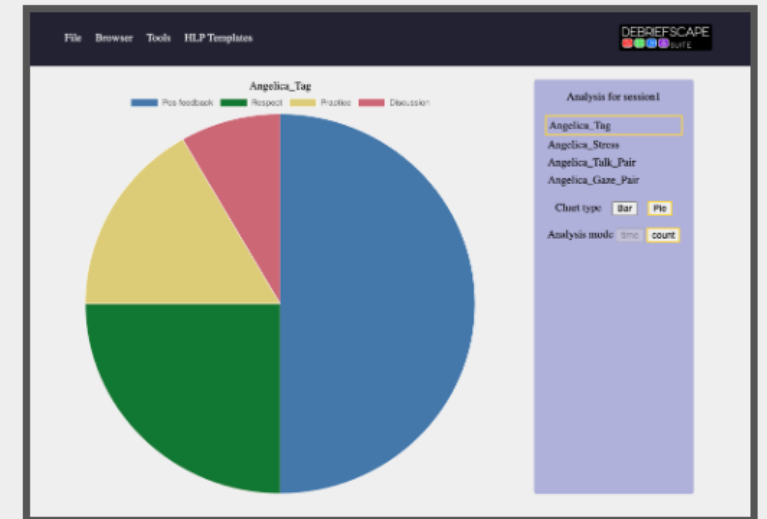 File Browser Tools HLP Templates
DEBRIEFSCAPE
SUITE
Angelica_Tag
Pos feedback Respect Practice Discussion
Analysis for session1
Angelica_Tag
Angelica_Stress
Angelica_Talk_Pair
Angelica_Gaze_Pair
Chart type Bar Pie
Analysis mode time count